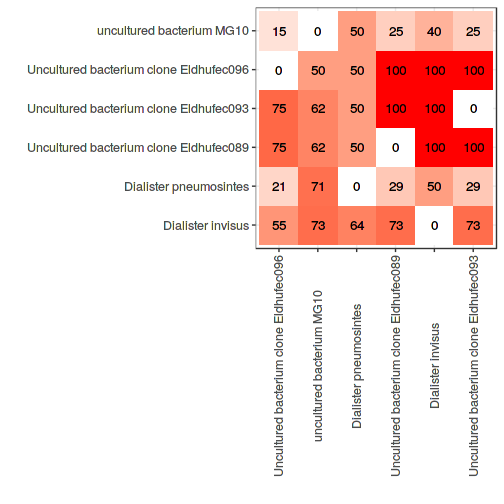 uncultured bacterium MG10 15 0 50 25 40 25
Uncultured bacterium clone Eldhufec096 0 50 50 100 100 100
Uncultured bacterium clone Eldhufec093 75 62 50 100 100 0
Uncultured bacterium clone Eldhufec089 75 62 50 0 100 100
Dialister pneumosintes 21 71 0 29 50 29
Dialister invisus 55 73 64 73 0 73
Uncultured bacterium clone Eldhufec096
uncultured bacterium MG10
Dialister pneumosintes
Uncultured bacterium clone Eldhufec089
Dialister invisus
Uncultured bacterium clone Eldhufec093